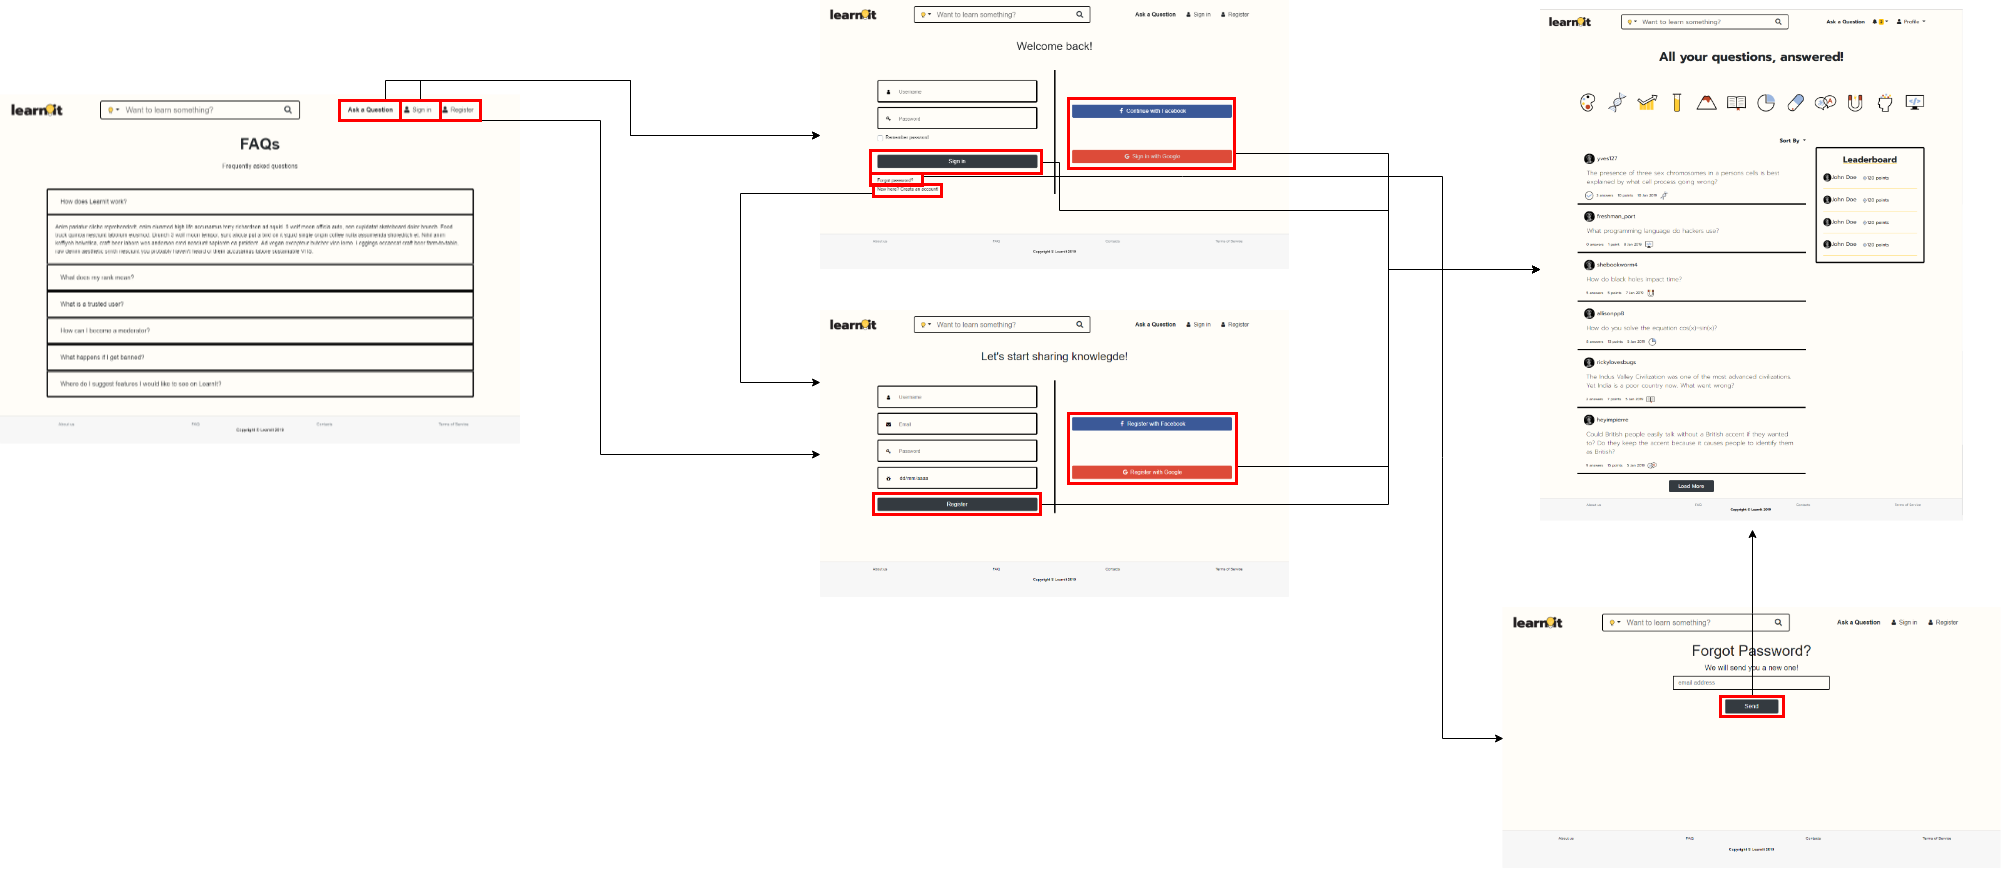 learnit
Want to learn something?
Ask a Question
Sign in
Register
FAQs
Frequently asked questions
How does LearnIt work?
What does my rank mean?
What is a trusted user?
How can I become a moderator?
What happens if I get banned?
Where do I suggest features I would like to see on LearnIt?
About us
FAQ
Contacts
Terms of Service
Copyright © LearnIt 2019
learnit
Want to learn something?
Ask a Question
Sign in
Register
Welcome back!
Username
Password
Remember password
Sign in
Forgot password?
New here? Create an account!
Continue with Facebook
Sign in with Google
About us
FAQ
Contacts
Copyright © LearnIt 2019
Terms of Service
learnit
Want to learn something?
Ask a Question
Sign in
Register
Let's start sharing knowlegde!
Username
Email
Password
dd/mm/aaaa
Register
Register with Facebook
Register with Google
About us
FAQ
Contacts
Terms of Service
Copyright © LearnIt 2019
learnit
Want to learn something?
Ask a Question
Profile
All your questions, answered!
Sort By
yves127
The presence of three sex chromosomes in a persons cells is best
explained by what cell process going wrong?
freshman_port
What programming language do hackers use?
shebookworm4
How do black holes impact time?
allisonpp8
How do you solve the equation cos(x)=sin(x)?
rickylovesbugs
The Indus Valley Civilization was one of the most advanced civilizations.
Yet India is a poor country now. What went wrong?
heyimpierre
Could British people easily talk without a British accent if they wanted
to? Do they keep the accent because it causes people to identify them
as British?
Load More
Leaderboard
John Doe 120 points
John Doe 120 points
John Doe 120 points
John Doe 120 points
About us
FAQ
Contacts
Terms of Service
Copyright © LearnIt 2019
learnit
Want to learn something?
Ask a Question
Sign in
Register
Forgot Password?
We will send you a new one!
email address
Send
About us
FAQ
Contacts
Terms of Service
Copyright © LearnIt 2019